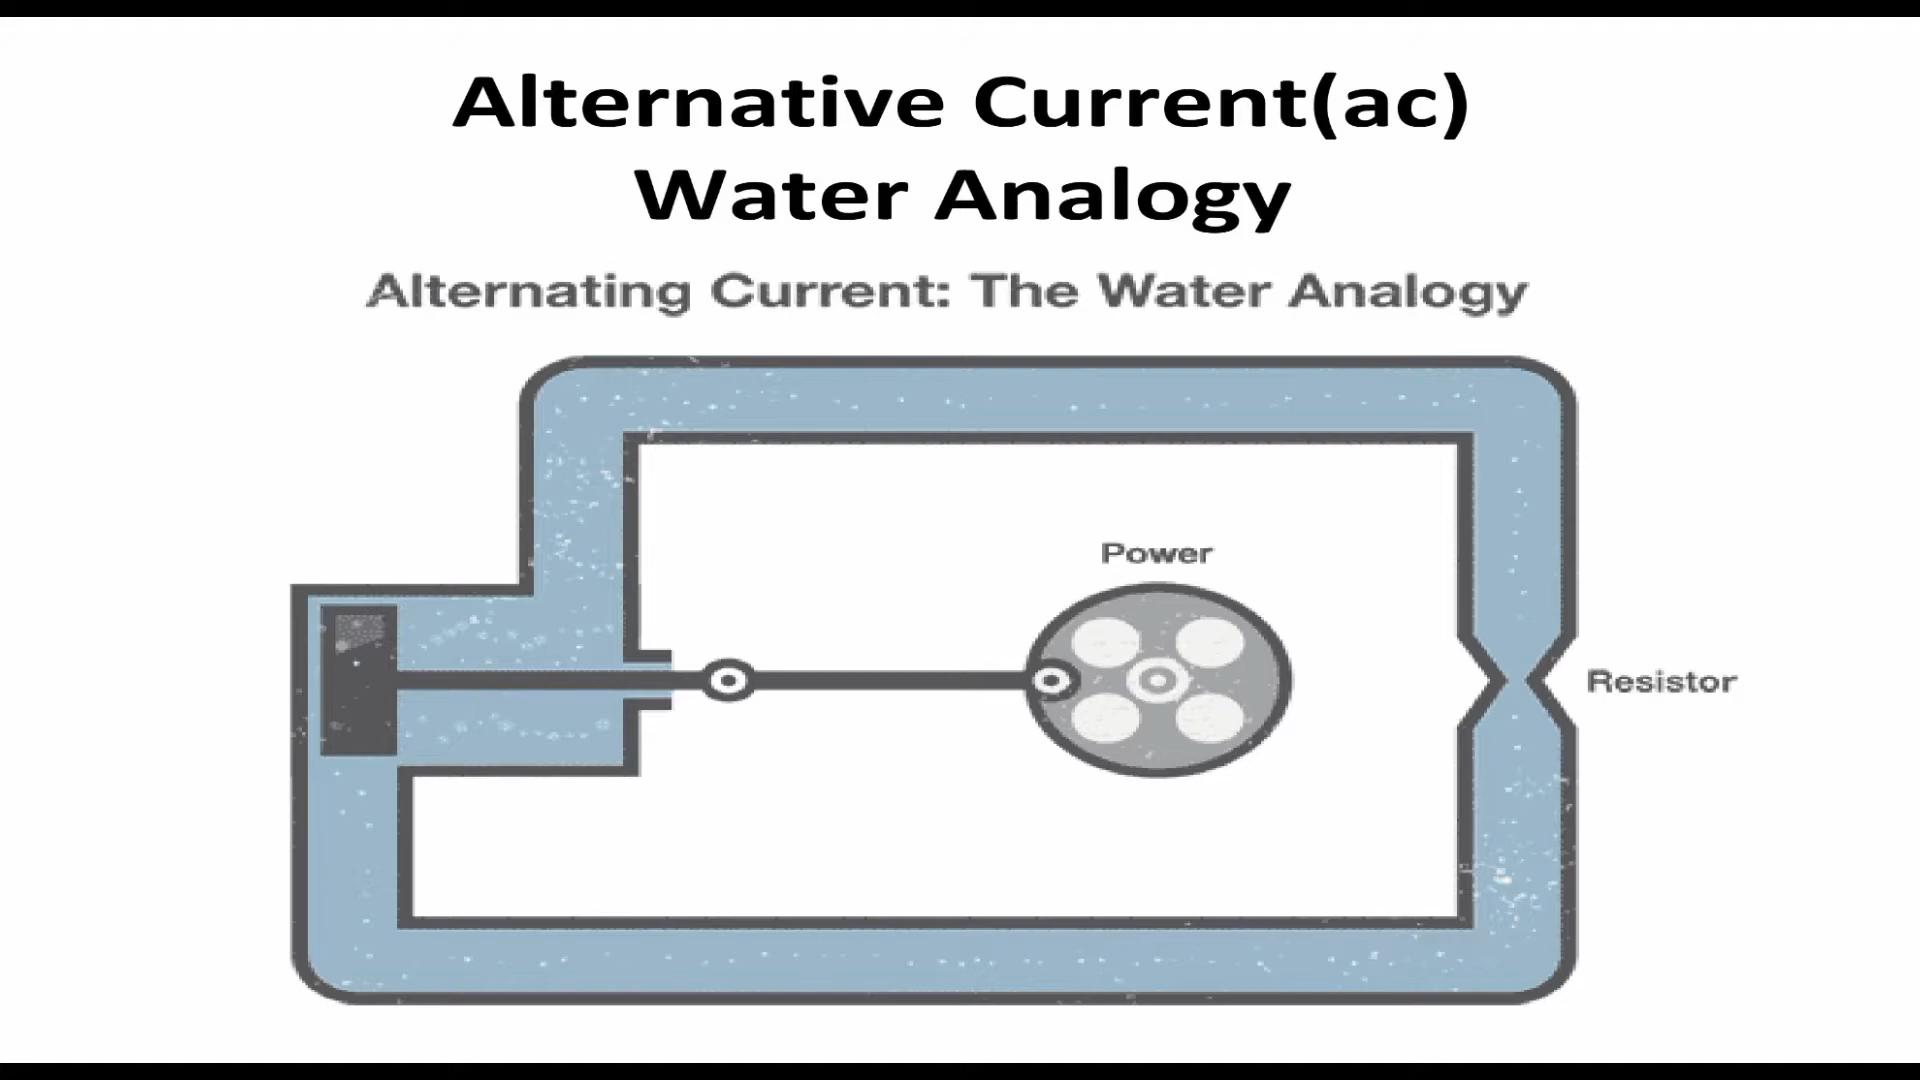 Alternative Current(ac)
Water Analogy
Alternating Current: The Water Analogy
Power
Resistor